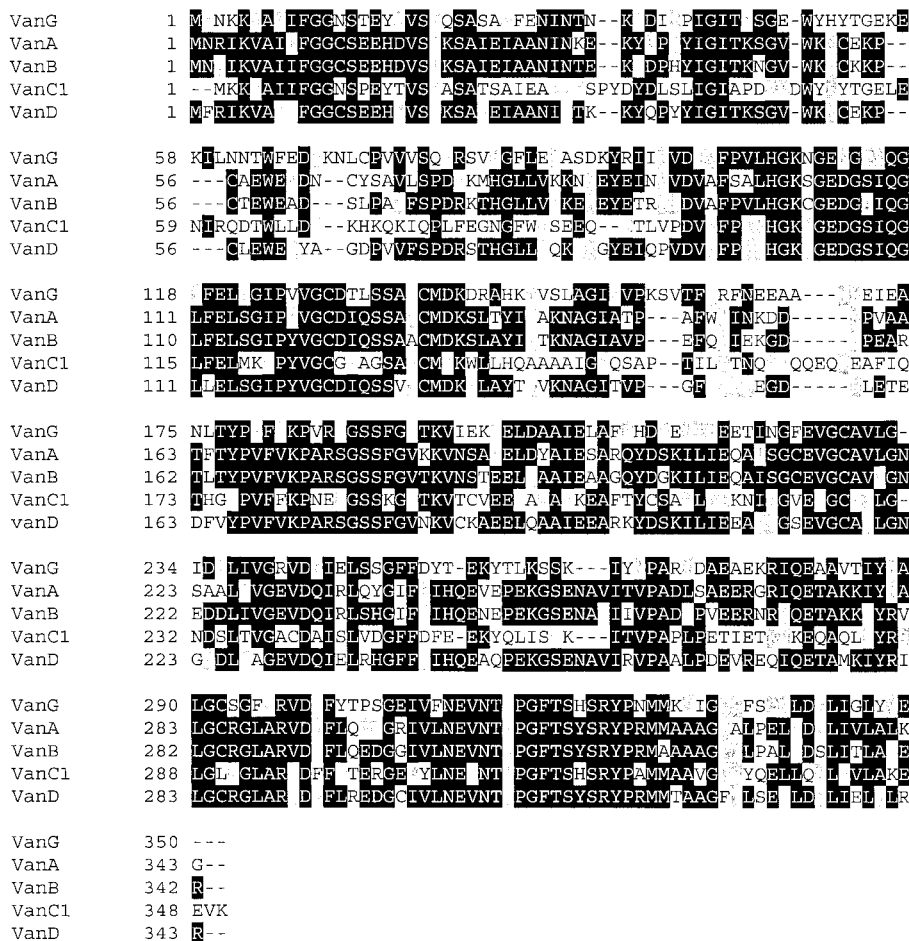 VanG 1 M NKK A IFGGNSTEY VS QSASA FENINTN--K DI PIGIT SGE-WYHYTGEKE
VanA 1 MNRIKVAI FGGCSEEHDVS KSAIEIAANINKE--KY P YIGITKSGV-WK CEKP--
VanB 1 MN IKVAIIFGGCSEEHDVS KSAIEIAANINTE--K DPHYIGITKNGV-WK CKKP--
VanC1 1 --MKK AIIFGGNSPEYTVS ASATSAIEA SPYDYDLSLIGIAPD DWY YTGELE
VanD 1 MFRIKVA FGGCSEEHDVS KSAIEIAANI TK-KYQPYYIGITKSGV-WK CEKP--
VanG 58 KILNNTWFED KNLCPVVVSQ RSV GFLE ASDKYRII VD FPVLHGKNGE G QG
VanA 56 ---CAEWE DN--CYSAVLSPD KMHGLLVKKN EYEIN VDVAFSALHGKSGEDGSIQG
VanB 56 ---CTEWEAD --SLPA FSPDRKTHGLLV KE EYETR DVAFPVLHGKCGEDG IQG
VanC1 59 NIRQDTWLLD KHKQKIQPLFEGNGFW SEEQ--TLVPDV FP HGK GEDGSIQG
VanD 56 ---CLEWE YA-GDPVVFSPDRSTHGLL QK GYEIQPVDV FP HGK GEDGSIQG
VanG 118 FEL GIPVVGCDTLSSA CMDKDRAHK VSLAGI VPKSVTF RFNEEAA---- EIEA
VanA 111 LFELSGIP VGCDIQSSA CMDKSLTYI AKNAGIATP---AFW INKDD-----PVAA
VanB 110 LFELSGIPYVGCDIQSSAACMDKSLAYI TKNAGIAVP---EFQ IEKGD-----PEAR
VanC1 115 LFELMK PYVGCG AGSA CM KWLLHQAAAAIG QSAP--TIL TNQ QQEQ EAFIQ
VanD 111 LLELSGIPYVGCDIQSSV CMDK LAYT VKNAGITVP---GF EGD-----LETE
VanG 175 NLTYP F KPVR GSSFG TKVIEK ELDAAIELAF HD E EETINGFEVGCAVLG-
VanA 163 TFTYPVFVKPARSGSSFGVKKVNSA ELDYAIESARQYDSKILIEQA SGCEVGCAVLGN
VanB 162 TLTYPVFVKPARSGSSFGVTKVNSTEEL AAIEAAGQYDGKILIEQAISGCEVGCAV GN
VanC1 173 THG PVFFKPNE GSSKG TKVTCVEE A A KEAFTYCSA L KNI GVEIGC LG-
vanD 163 DFVYPVFVKPARSGSSFGVNKVCKAEELQAAIEEARKYDSKILIEEA GSEVGCA LGN
VanG 234 ID LIVGRVD IELSSGFFDYT-EKYTLKSSK---IY PAR DAEAEKRIQEAAVTIY A
VanA 223 SAAL VGEVDQIRLQYGIF IHQEVEPEKGSENAVITVPADLSAEERGRIQETAKKIY A
VanB 222 EDDLIVGEVDQIRLSHGIF IHQENEPEKGSENA IIVPAD PVEERNR QETAKK YRV
VanC1 232 NDSLTVGACDAISLVDGFFDFE-EKYQLIS K---ITVPAPLPETIET KEQAQL YR
VanD 223 G DL AGEVDQIELRHGFF IHQEAQPEKGSENAVIRVPAALPDEVREQIQETAMKIYRI
VanG 290 LGCSGF RVD FYTPSGEIVFNEVNT PGFTSHSRYPNMMK IG FS LD LIGLY E
VanA 283 LGCRGLARVD FLQ GRIVLNEVNT PGFTSYSRYPRMMAAAG ALPEL D LIVLALK
VanB 282 LGCRGLARVD FLQEDGGIVLNEVNT PGFTSYSRYPRMAAAAG LPAL DSLITLA E
VanC1 288 LGL GLAR DFF TERGE YLNE NT PGFTSHSRYPAMMAAVG YQELLQ L VLAKE
VanD 283 LGCRGLAR D FLREDGCIVLNEVNT PGFTSYSRYPRMMTAAGF LSE LD LIEL LR
VanG 350 ---
VanA 343 G--
VanB 342 R--
VanC1 348 EVK
VanD 343 R--